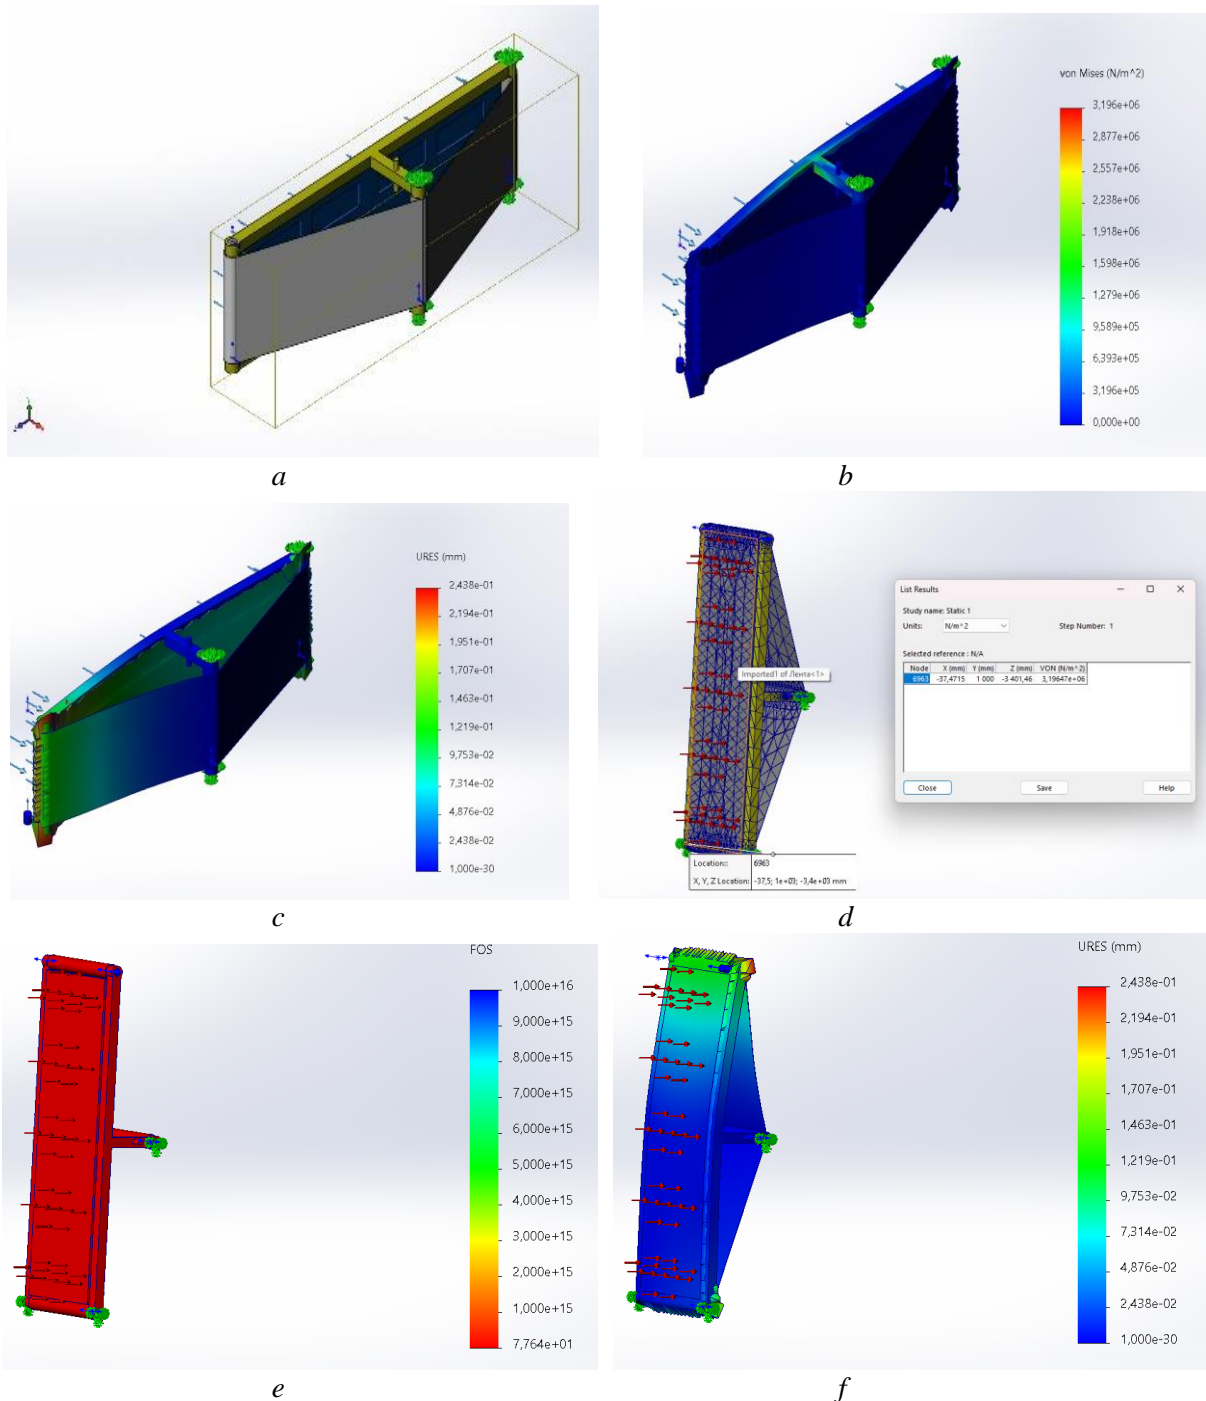 von Mises (N/m^2)
3,196e+06
2,877e+06
2,557e+06
2,238e+06
1,918e+06
1,598e+06
1,279e+06
9,589e+05
6,393e+05
3,196e+05
0,000e+00
a
b
URES (mm)
2,438e-01
2,194e-01
1,951e-01
1,707e-01
1,463e-01
1,219e-01
9,753e-02
7,314e-02
4,876e-02
2,438e-02
1,000e-30
List Results
Study name: Static 1
Units: N/m^2 Step Number: 1
Selected reference : N/A
Node X (mm) Y (mm) Z (mm) VON (N/m^2)
6963 -37,4715 1 000 -3 401,46 3,19647e+06
Close Save Help
Imported1 of Лента<1>
Location:: 6963
X, Y, Z Location: -37,5; 1e+03; -3,4e+03 mm
c
d
FOS
1,000e+16
9,000e+15
8,000e+15
7,000e+15
6,000e+15
5,000e+15
4,000e+15
3,000e+15
2,000e+15
1,000e+15
7,764e+01
URES (mm)
2,438e-01
2,194e-01
1,951e-01
1,707e-01
1,463e-01
1,219e-01
9,753e-02
7,314e-02
4,876e-02
2,438e-02
1,000e-30
e
f